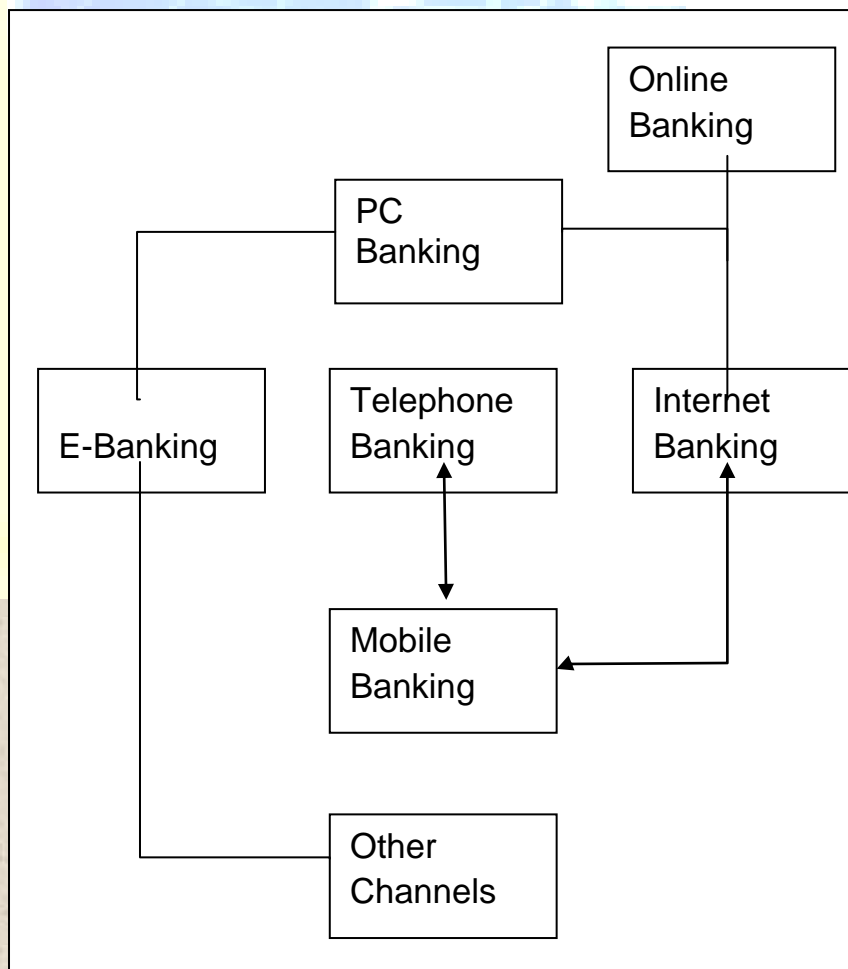 Online
Banking
PC
Banking
E-Banking
Telephone
Banking
Internet
Banking
Mobile
Banking
Other
Channels